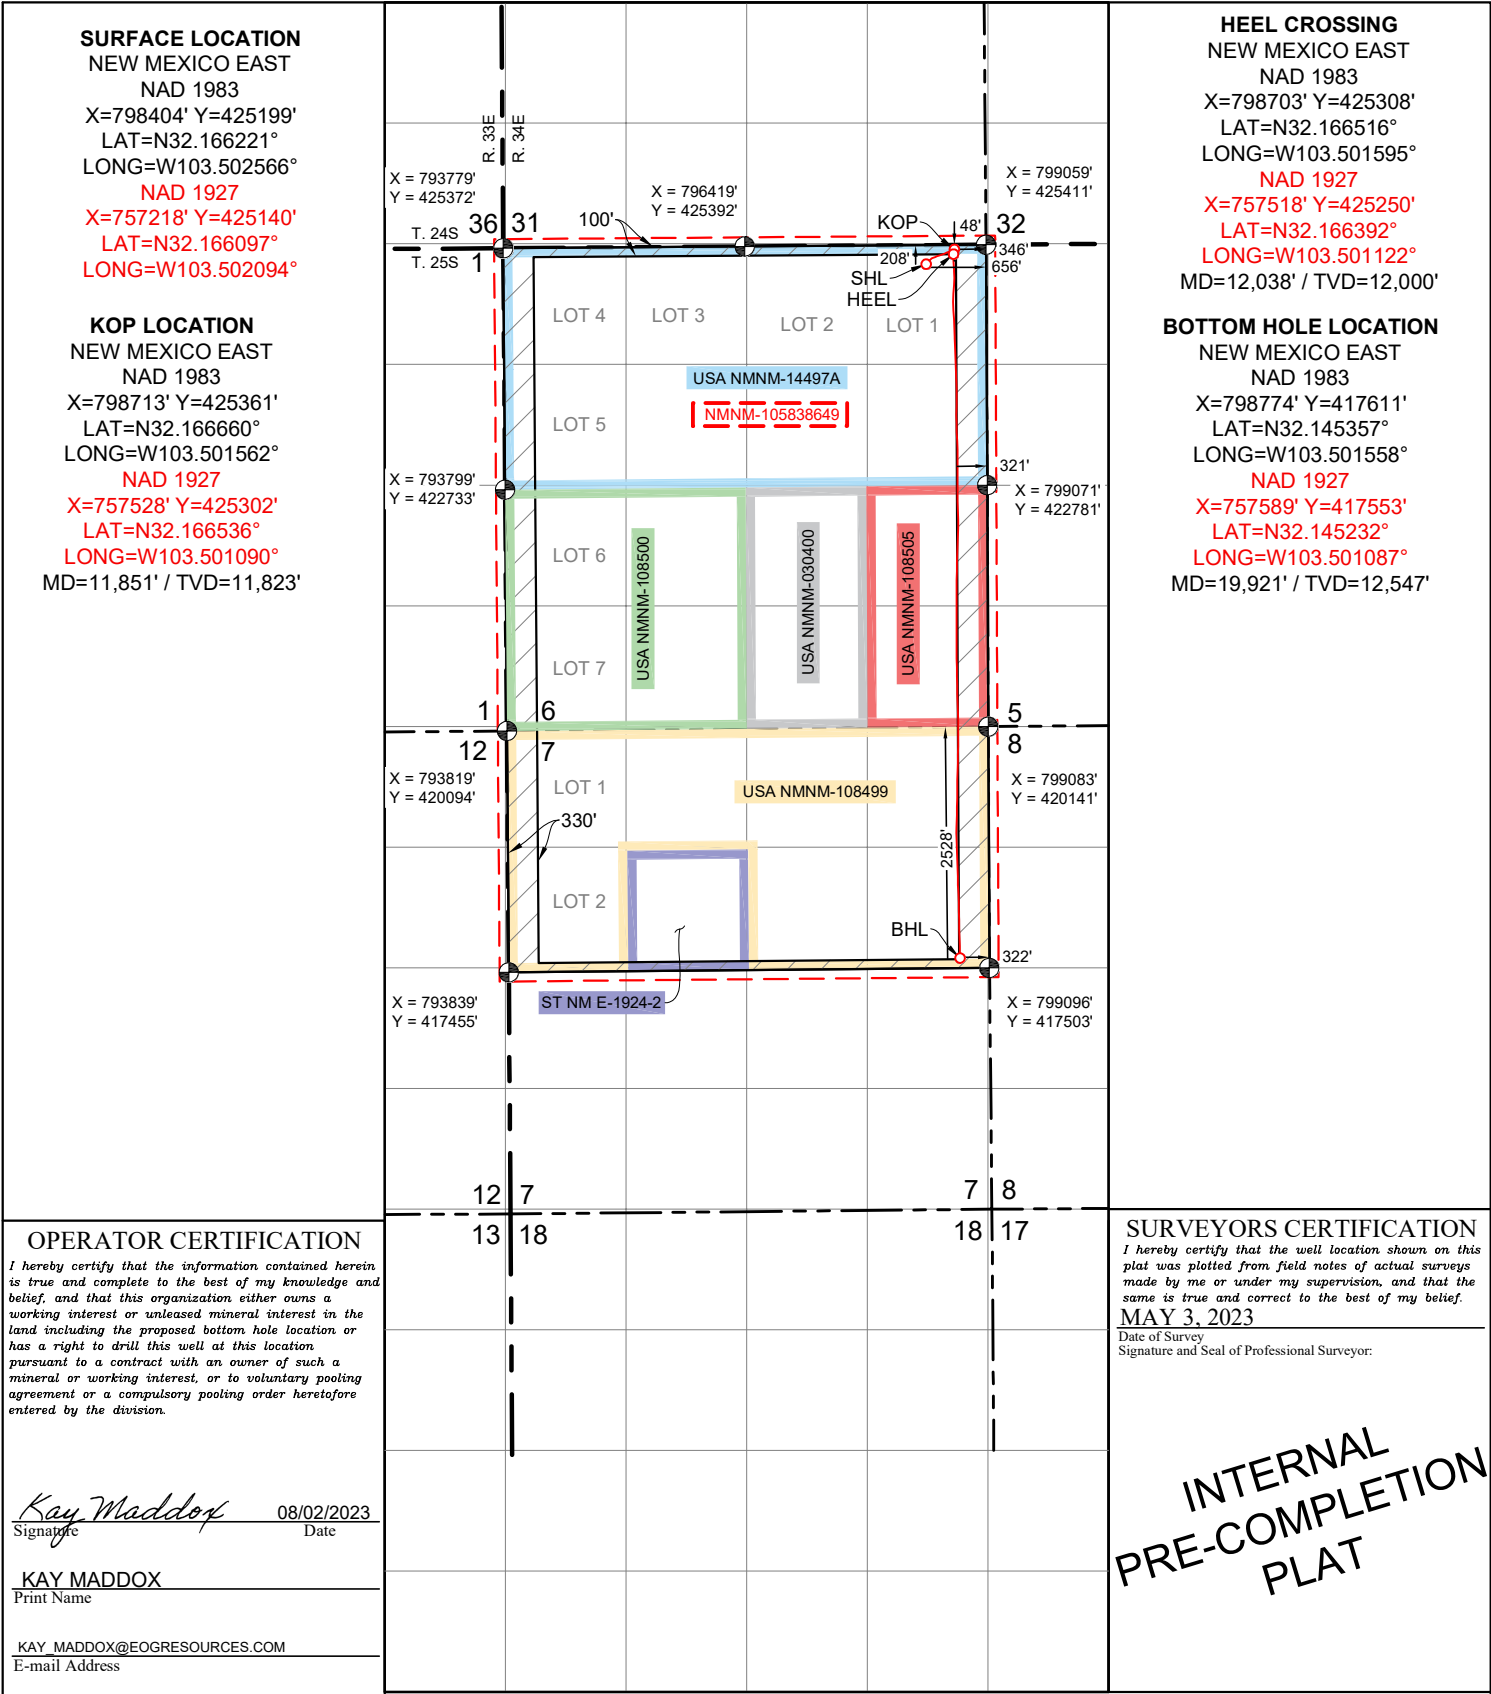 SURFACE LOCATION
NEW MEXICO EAST
NAD 1983
X=798404' Y=425199'
LAT=N32.166221°
LONG=W103.502566°
NAD 1927
X=757218' Y=425140'
LAT=N32.166097°
LONG=W103.502094°
KOP LOCATION
NEW MEXICO EAST
NAD 1983
X=798713' Y=425361'
LAT=N32.166660°
LONG=W103.501562°
NAD 1927
X=757528' Y=425302'
LAT=N32.166536°
LONG=W103.501090°
MD=11,851' / TVD=11,823'
R. 33E
R. 34E
X = 793779'
Y = 425372'
X = 796419'
Y = 425392'
X = 799059'
Y = 425411'
T. 24S
T. 25S
36 31
1
100'
KOP
48'
32
346'
208'
656'
SHL
HEEL
LOT 4
LOT 3
LOT 2
LOT 1
USA NMNM-14497A
NMNM-105838649
LOT 5
321'
X = 793799'
Y = 422733'
X = 799071'
Y = 422781'
LOT 6
USA NMNM-108500
USA NMNM-030400
USA NMNM-108505
LOT 7
1 6
5
12 7
8
X = 793819'
Y = 420094'
X = 799083'
Y = 420141'
LOT 1
USA NMNM-108499
330'
2528'
LOT 2
BHL
322'
ST NM E-1924-2
X = 793839'
Y = 417455'
X = 799096'
Y = 417503'
12 7
7 8
13 18
18 17
HEEL CROSSING
NEW MEXICO EAST
NAD 1983
X=798703' Y=425308'
LAT=N32.166516°
LONG=W103.501595°
NAD 1927
X=757518' Y=425250'
LAT=N32.166392°
LONG=W103.501122°
MD=12,038' / TVD=12,000'
BOTTOM HOLE LOCATION
NEW MEXICO EAST
NAD 1983
X=798774' Y=417611'
LAT=N32.145357°
LONG=W103.501558°
NAD 1927
X=757589' Y=417553'
LAT=N32.145232°
LONG=W103.501087°
MD=19,921' / TVD=12,547'
OPERATOR CERTIFICATION
I hereby certify that the information contained herein
is true and complete to the best of my knowledge and
belief, and that this organization either owns a
working interest or unleased mineral interest in the
land including the proposed bottom hole location or
has a right to drill this well at this location
pursuant to a contract with an owner of such a
mineral or working interest, or to voluntary pooling
agreement or a compulsory pooling order heretofore
entered by the division.
Kay Maddox 08/02/2023
Signature Date
KAY MADDOX
Print Name
KAY_MADDOX@EOGRESOURCES.COM
E-mail Address
SURVEYORS CERTIFICATION
I hereby certify that the well location shown on this
plat was plotted from field notes of actual surveys
made by me or under my supervision, and that the
same is true and correct to the best of my belief.
MAY 3, 2023
Date of Survey
Signature and Seal of Professional Surveyor:
INTERNAL
PRE-COMPLETION
PLAT